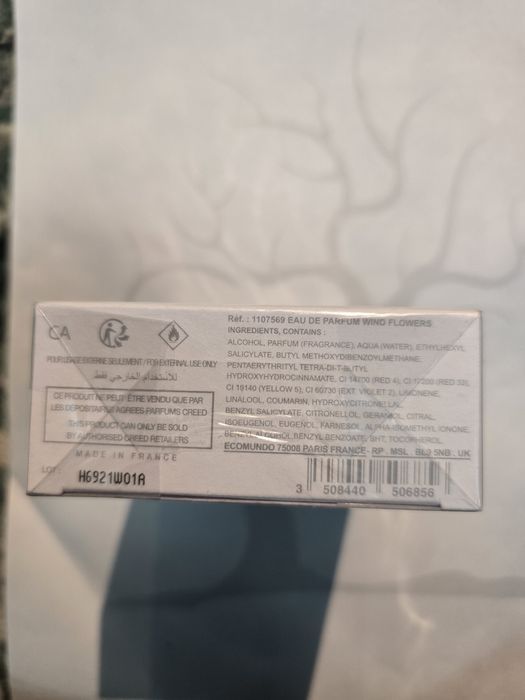 CA
POUR USAGE EXTERNE SEULEMENT / FOR EXTERNAL USE ONLY
للاستخدام الخارجي فقط
CE PRODUIT NE PEUT ÊTRE VENDU QUE PAR
LES DEPOSITAIRES AGREES PARFUMS CREED
THIS PRODUCT CAN ONLY BE SOLD
BY AUTHORISED CREED RETAILERS
MADE IN FRANCE
LOT:
H6921W01A
Réf. : 1107569 EAU DE PARFUM WIND FLOWERS
INGREDIENTS, CONTAINS :
ALCOHOL, PARFUM (FRAGRANCE), AQUA (WATER), ETHYLHEXYL
SALICYLATE, BUTYL METHOXYDIBENZOYLMETHANE,
PENTAERYTHRITYL TETRA-DI-T-BUTYL
HYDROXYHYDROCINNAMATE, CI 14700 (RED 4), CI 17200 (RED 33),
CI 19140 (YELLOW 5), CI 60730 (EXT. VIOLET 2), LIMONENE,
LINALOOL, COUMARIN, HYDROXYCITRONELLAL,
BENZYL SALICYLATE, CITRONELLOL, GERANIOL, CITRAL,
ISOEUGENOL, EUGENOL, FARNESOL, ALPHA-ISOMETHYL IONONE,
BENZYL ALCOHOL, BENZYL BENZOATE, BHT, TOCOPHEROL.
ECOMUNDO 75008 PARIS FRANCE- RP . MSL . BL9 5NB . UK
3 508440 506856